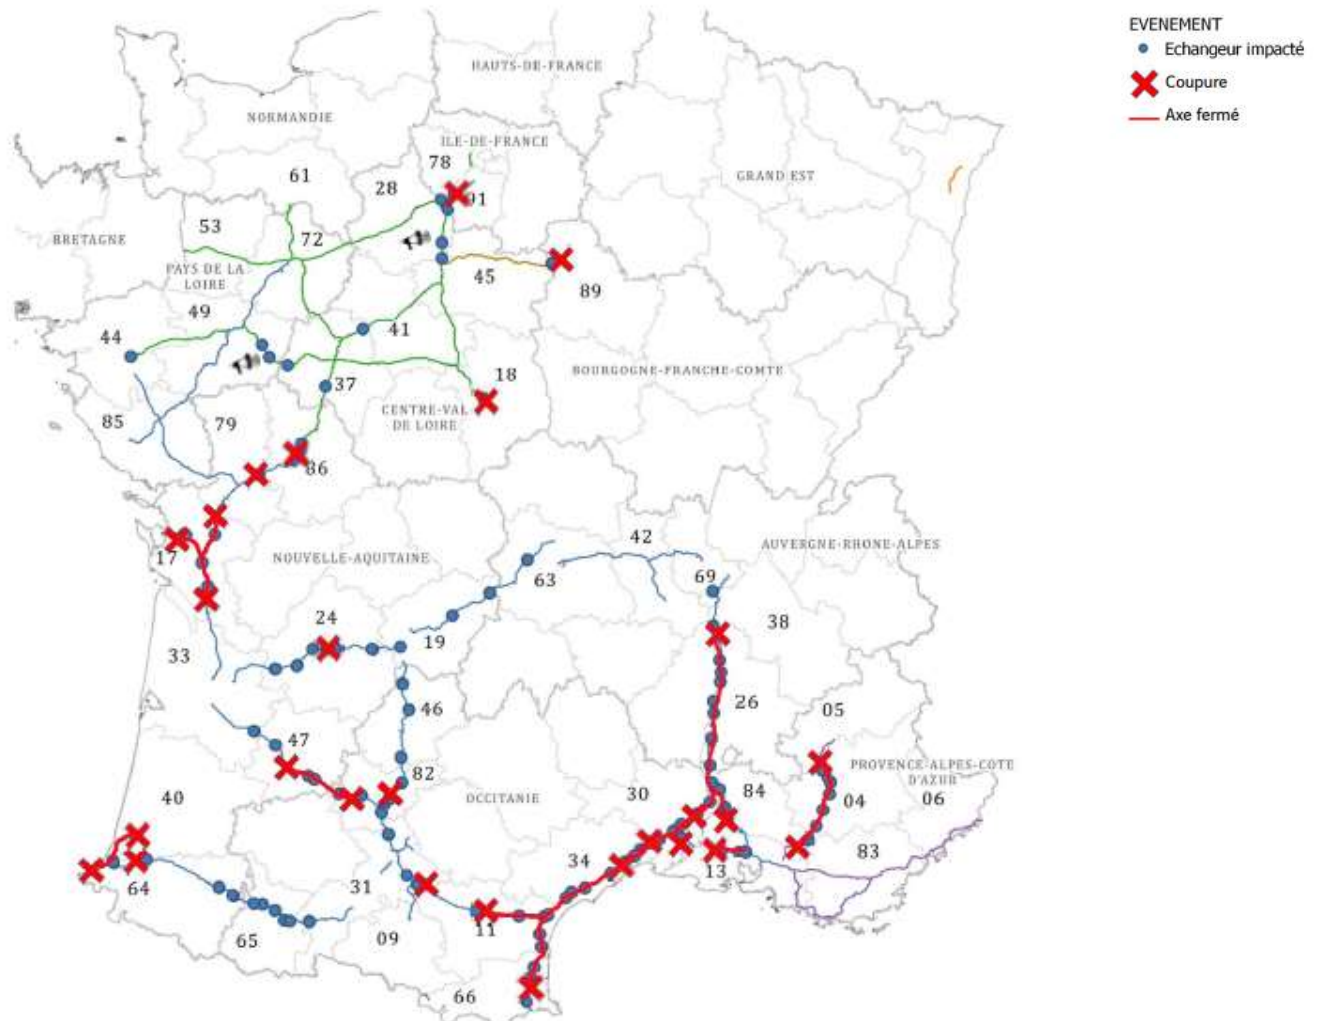 EVENEMENT
Echangeur impacté
Coupure
Axe fermé
HAUTS-DE-FRANCE
NORMANDIE
ILE-DE-FRANCE
78
61
28
91
GRAND EST
53
72
BRETAGNE
PAYS DE LA
LOIRE
45
89
49
44
41
18
37
BOURGOGNE-FRANCHE-COMTE
CENTRE-VAL
DE LOIRE
85
79
86
42
17
NOUVELLE-AQUITAINE
AUVERGNE-RHONE-ALPES
63
69
24
38
19
33
26
46
05
47
PROVENCE-ALPES-COTE
D'AZUR
82
40
OCCITANIE
30
84
04
06
34
83
13
64
31
11
09
65
66